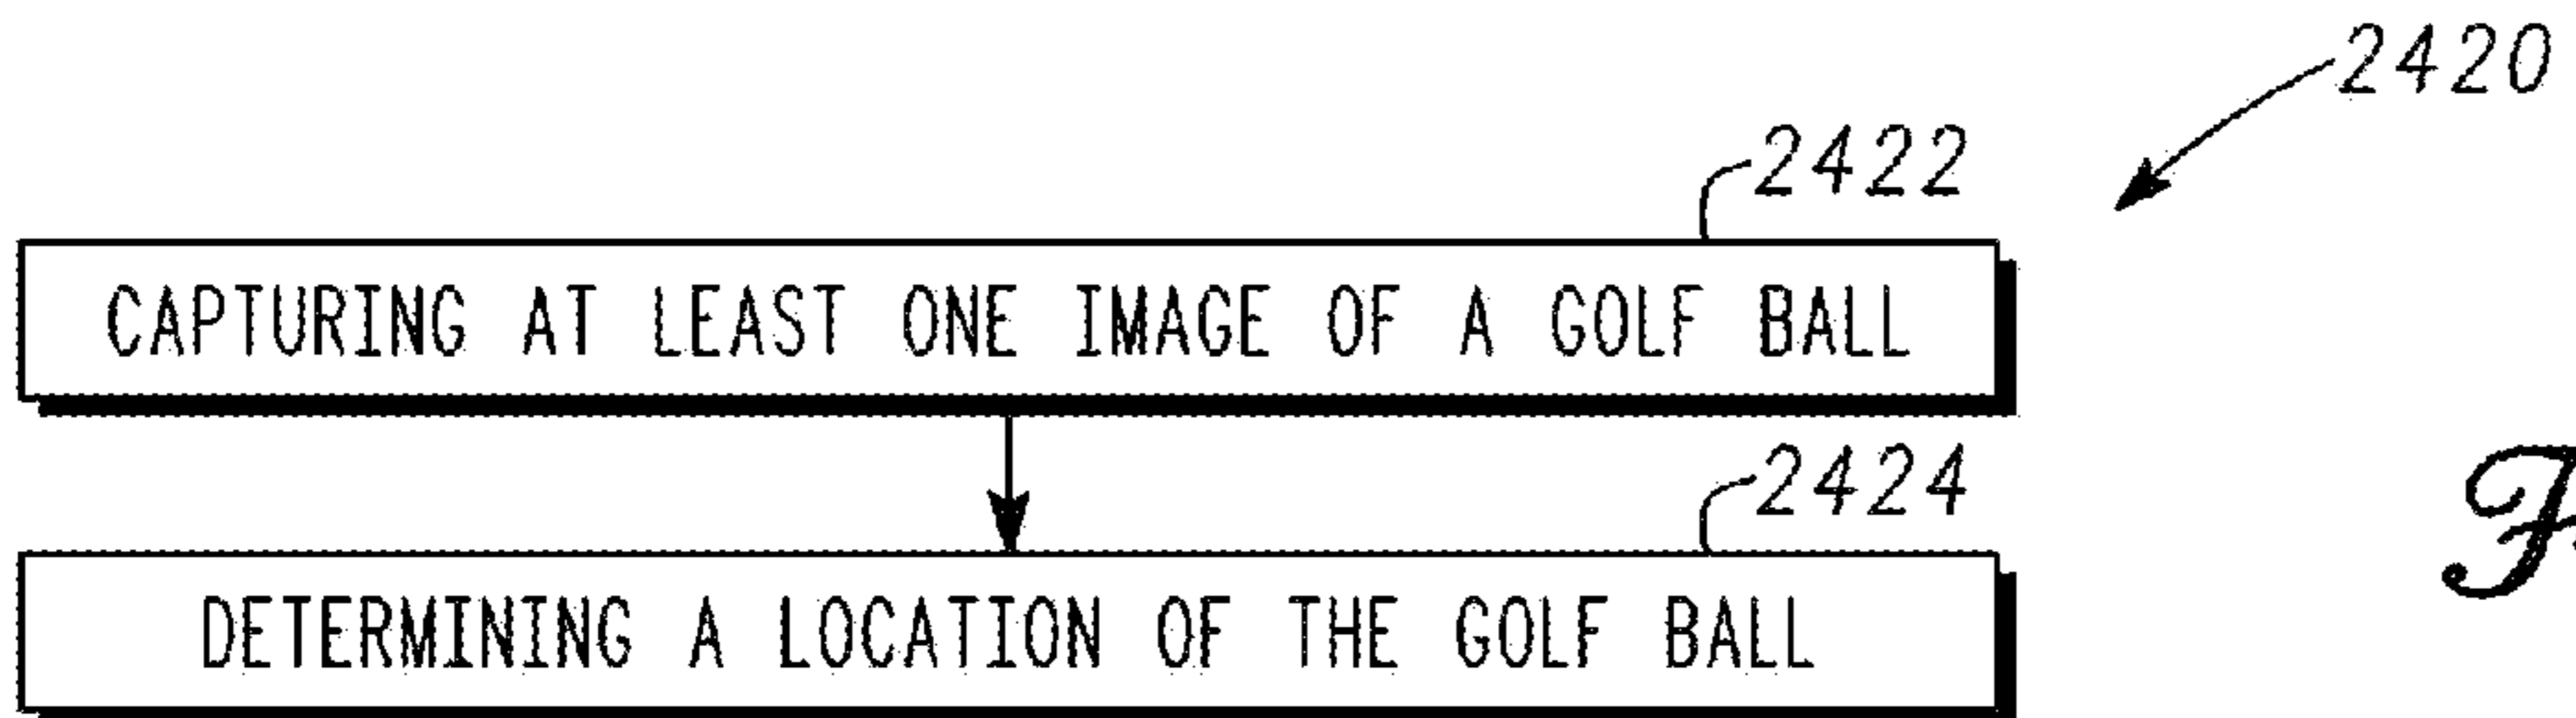 2420
2422
CAPTURING AT LEAST ONE IMAGE OF A GOLF BALL
2424
DETERMINING A LOCATION OF THE GOLF BALL